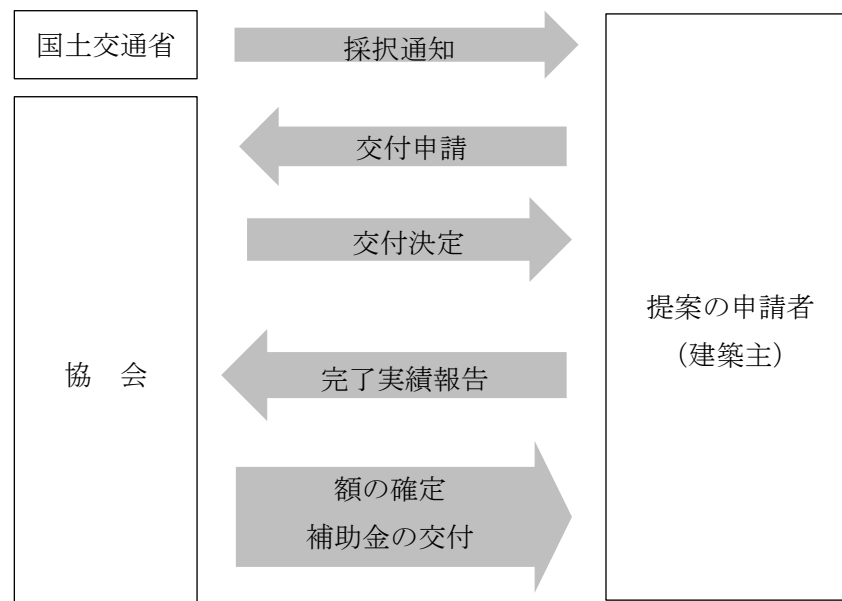 国土交通省
採択通知
交付申請
交付決定
提案の申請者
（建築主）
協　会
完了実績報告
額の確定
補助金の交付